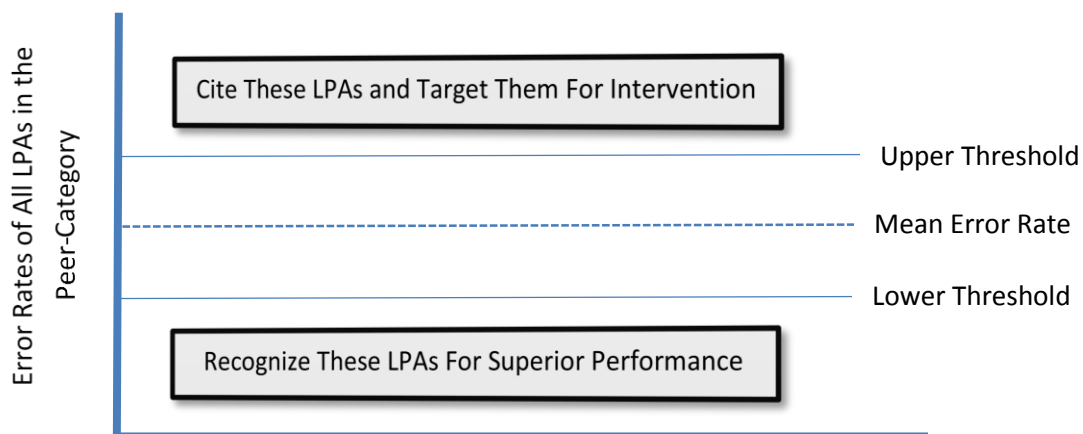 Error Rates of All LPAs in the
Peer-Category
Cite These LPAs and Target Them For Intervention
Upper Threshold
Mean Error Rate
Lower Threshold
Recognize These LPAs For Superior Performance